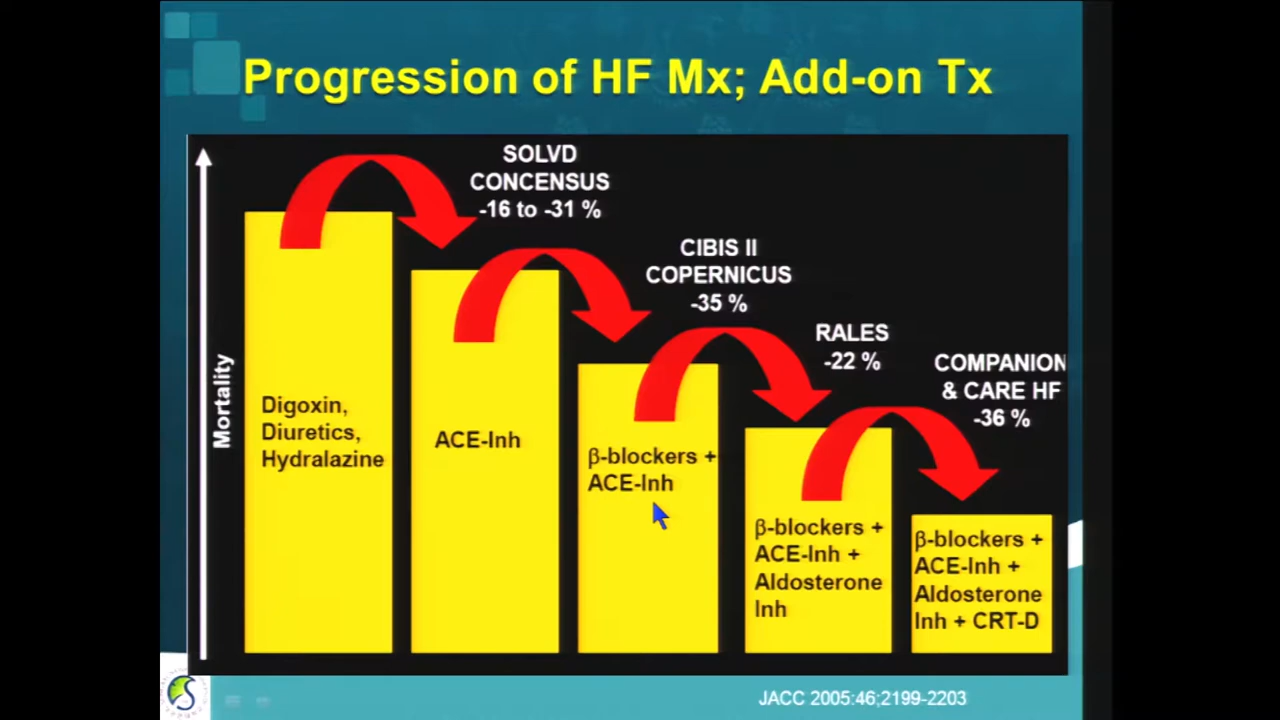 Progression of HF Mx; Add-on Tx
SOLVD
CONCENSUS
-16 to -31 %
CIBIS II
COPERNICUS
-35 %
RALES
-22 %
COMPANION
& CARE HF
-36 %
Mortality
Digoxin,
Diuretics,
Hydralazine
ACE-Inh
β-blockers +
ACE-Inh
β-blockers +
ACE-Inh +
Aldosterone
Inh
β-blockers +
ACE-Inh +
Aldosterone
Inh + CRT-D
JACC 2005:46;2199-2203